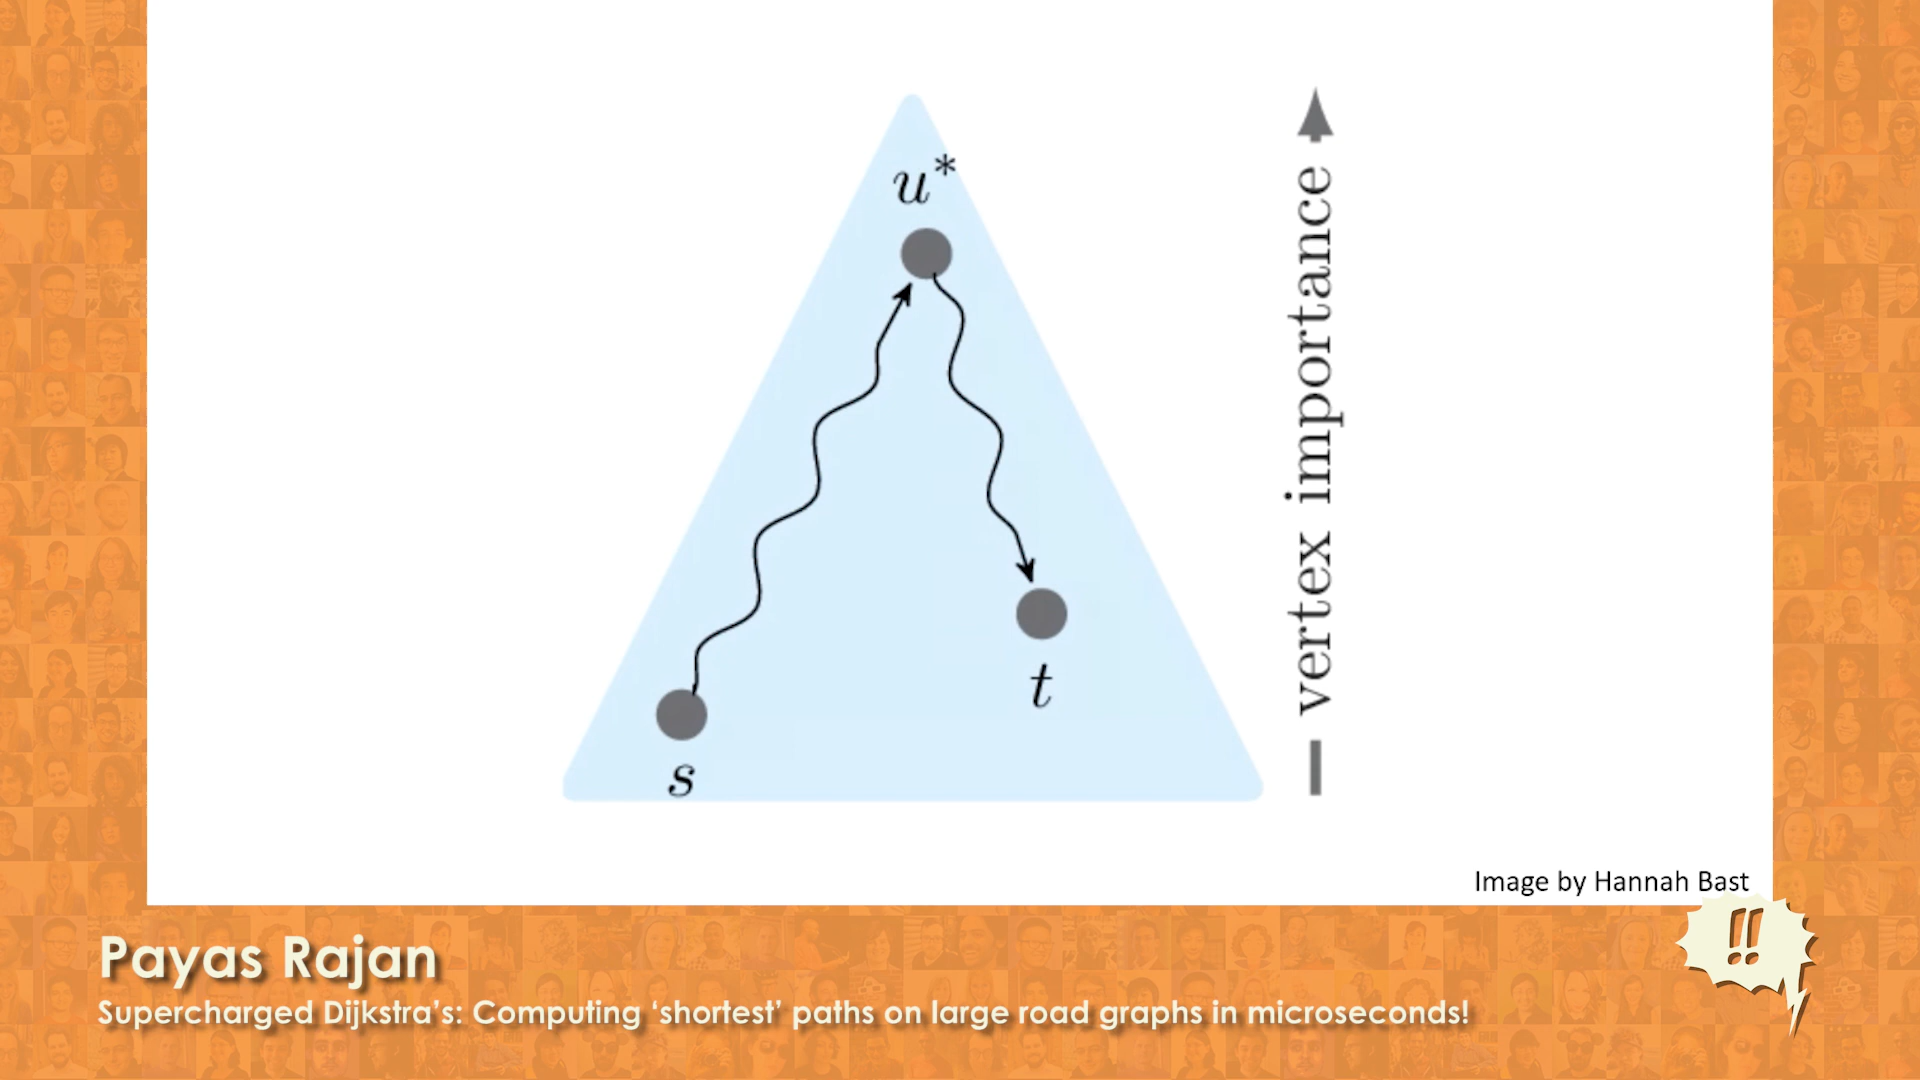 u*
s
t
vertex importance
Image by Hannah Bast
!!
Payas Rajan
Supercharged Dijkstra’s: Computing ‘shortest’ paths on large road graphs in microseconds!